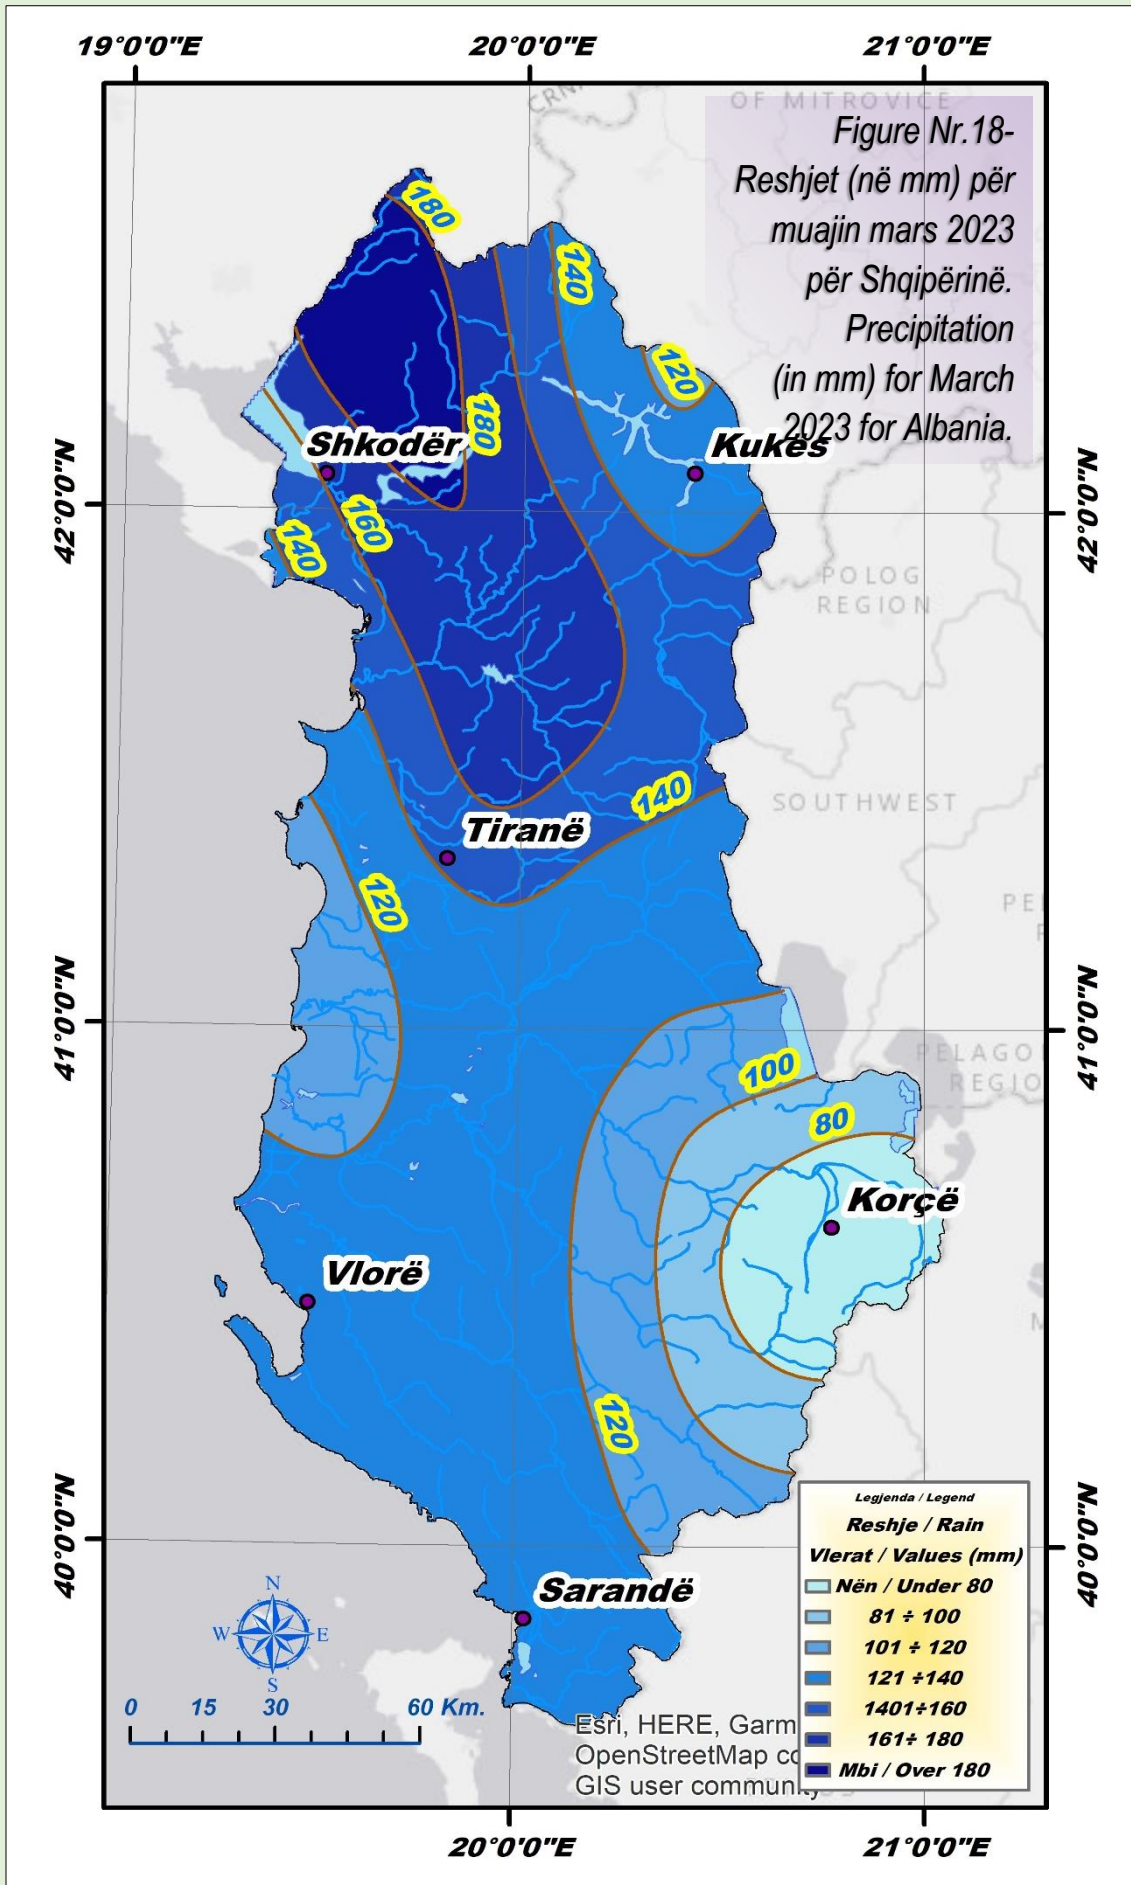 19°0'0"E 20°0'0"E 21°0'0"E
OF MITROVICE
Figure Nr.18-
Reshjet (në mm) për
muajin mars 2023
për Shqipërinë.
Precipitation
(in mm) for March
2023 for Albania.
180
140
120
180
Shkodër
Kukës
42°0'0"N
42°0'0"N
160
140
POLOG
REGION
140
SOUTHWEST
Tiranë
120
41°0'0"N
41°0'0"N
100
PELAGO
REGIO
80
Korçë
Vlorë
120
40°0'0"N
40°0'0"N
Sarandë
N
W E
S
0 15 30 60 Km.
Esri, HERE, Garm
OpenStreetMap co
GIS user community
Legjenda / Legend
Reshje / Rain
Vlerat / Values (mm)
Nën / Under 80
81 ÷ 100
101 ÷ 120
121 ÷140
1401÷160
161÷ 180
Mbi / Over 180
20°0'0"E 21°0'0"E